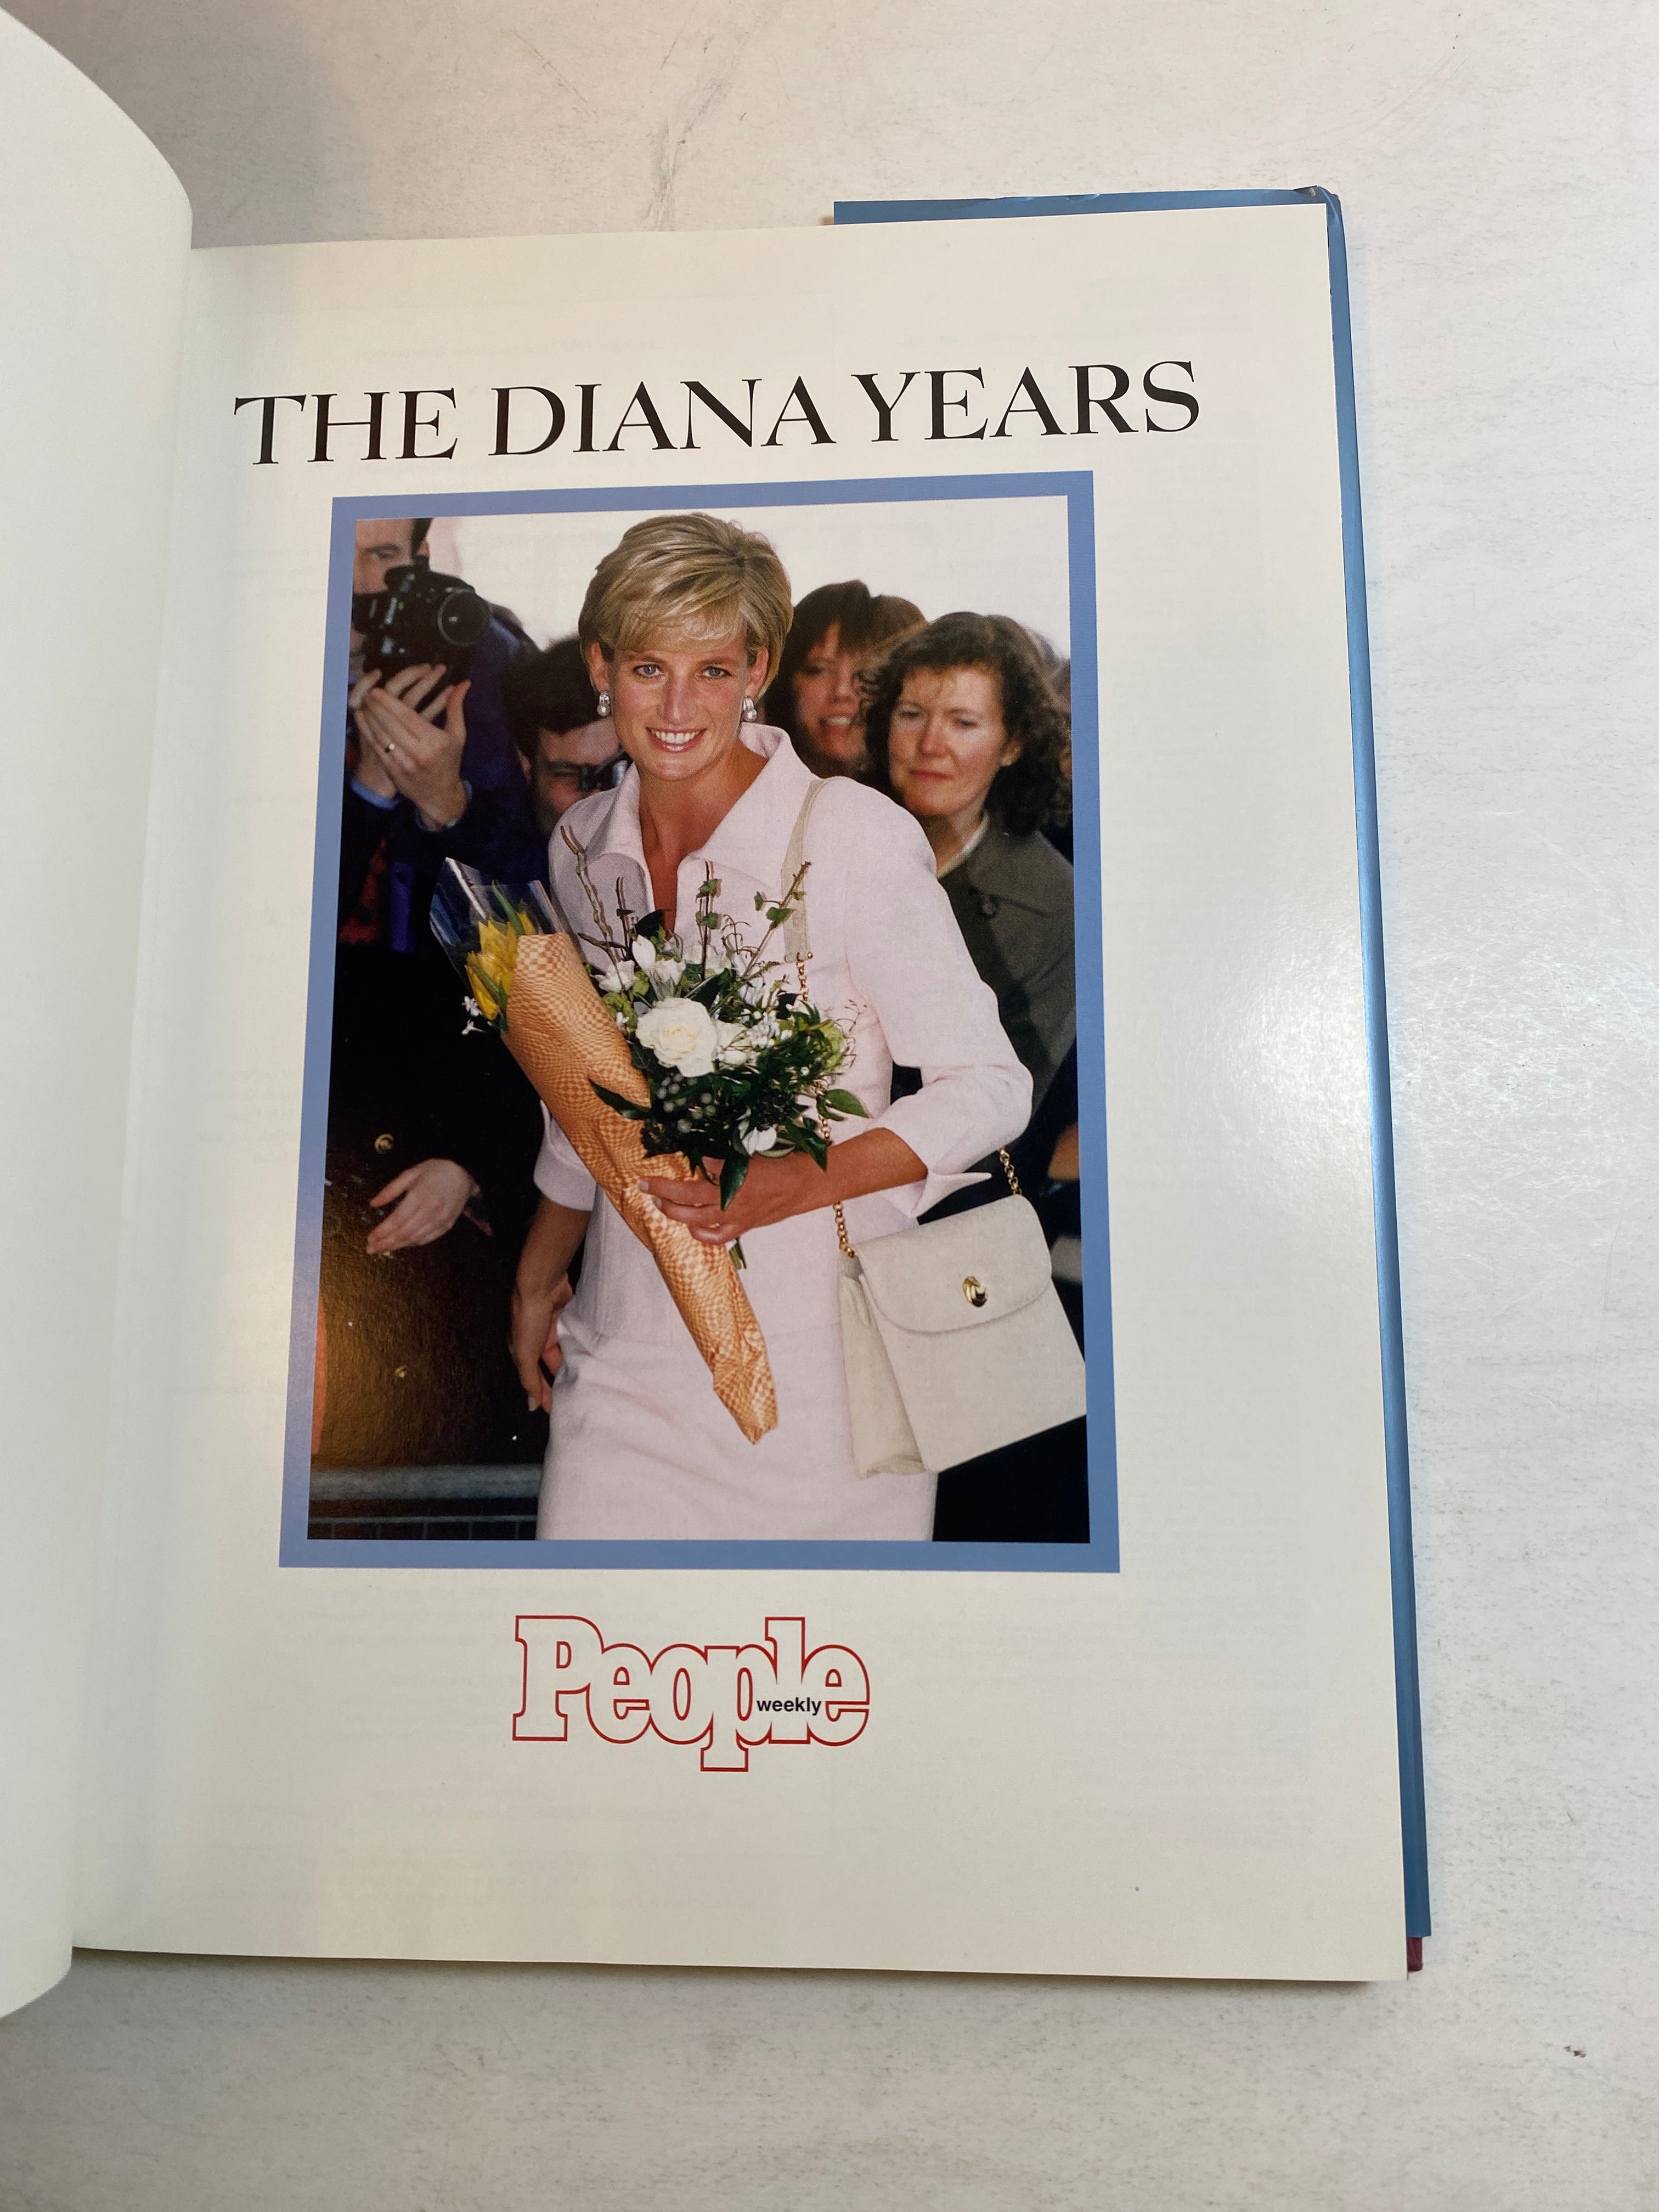 THE DIANA YEARS
People
weekly